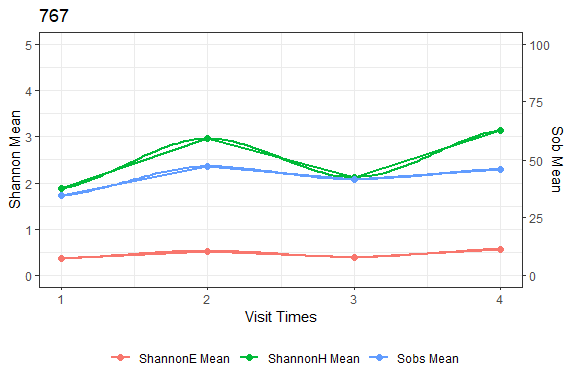 767
Shannon Mean
5
4
3
2
1
0
100
75
50
25
0
Sob Mean
1 2 3 4
Visit Times
ShannonE Mean ShannonH Mean Sobs Mean